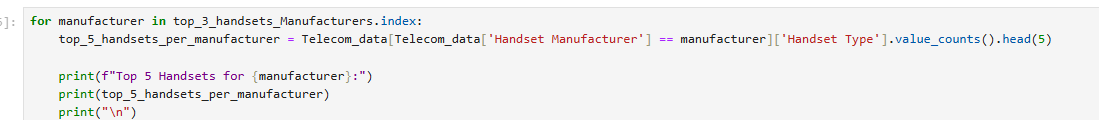 ]: for manufacturer in top_3_handsets_Manufacturers.index:
    top_5_handsets_per_manufacturer = Telecom_data[Telecom_data['Handset Manufacturer'] == manufacturer]['Handset Type'].value_counts().head(5)
    print(f"Top 5 Handsets for {manufacturer}:")
    print(top_5_handsets_per_manufacturer)
    print("\n")